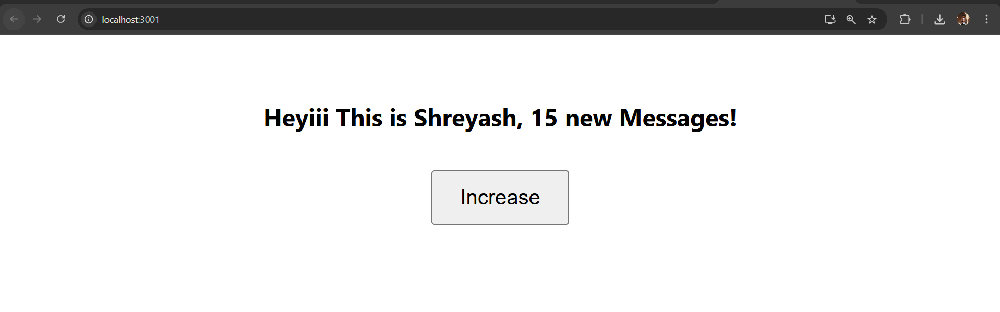 localhost:3001
Heyiii This is Shreyash, 15 new Messages!
Increase